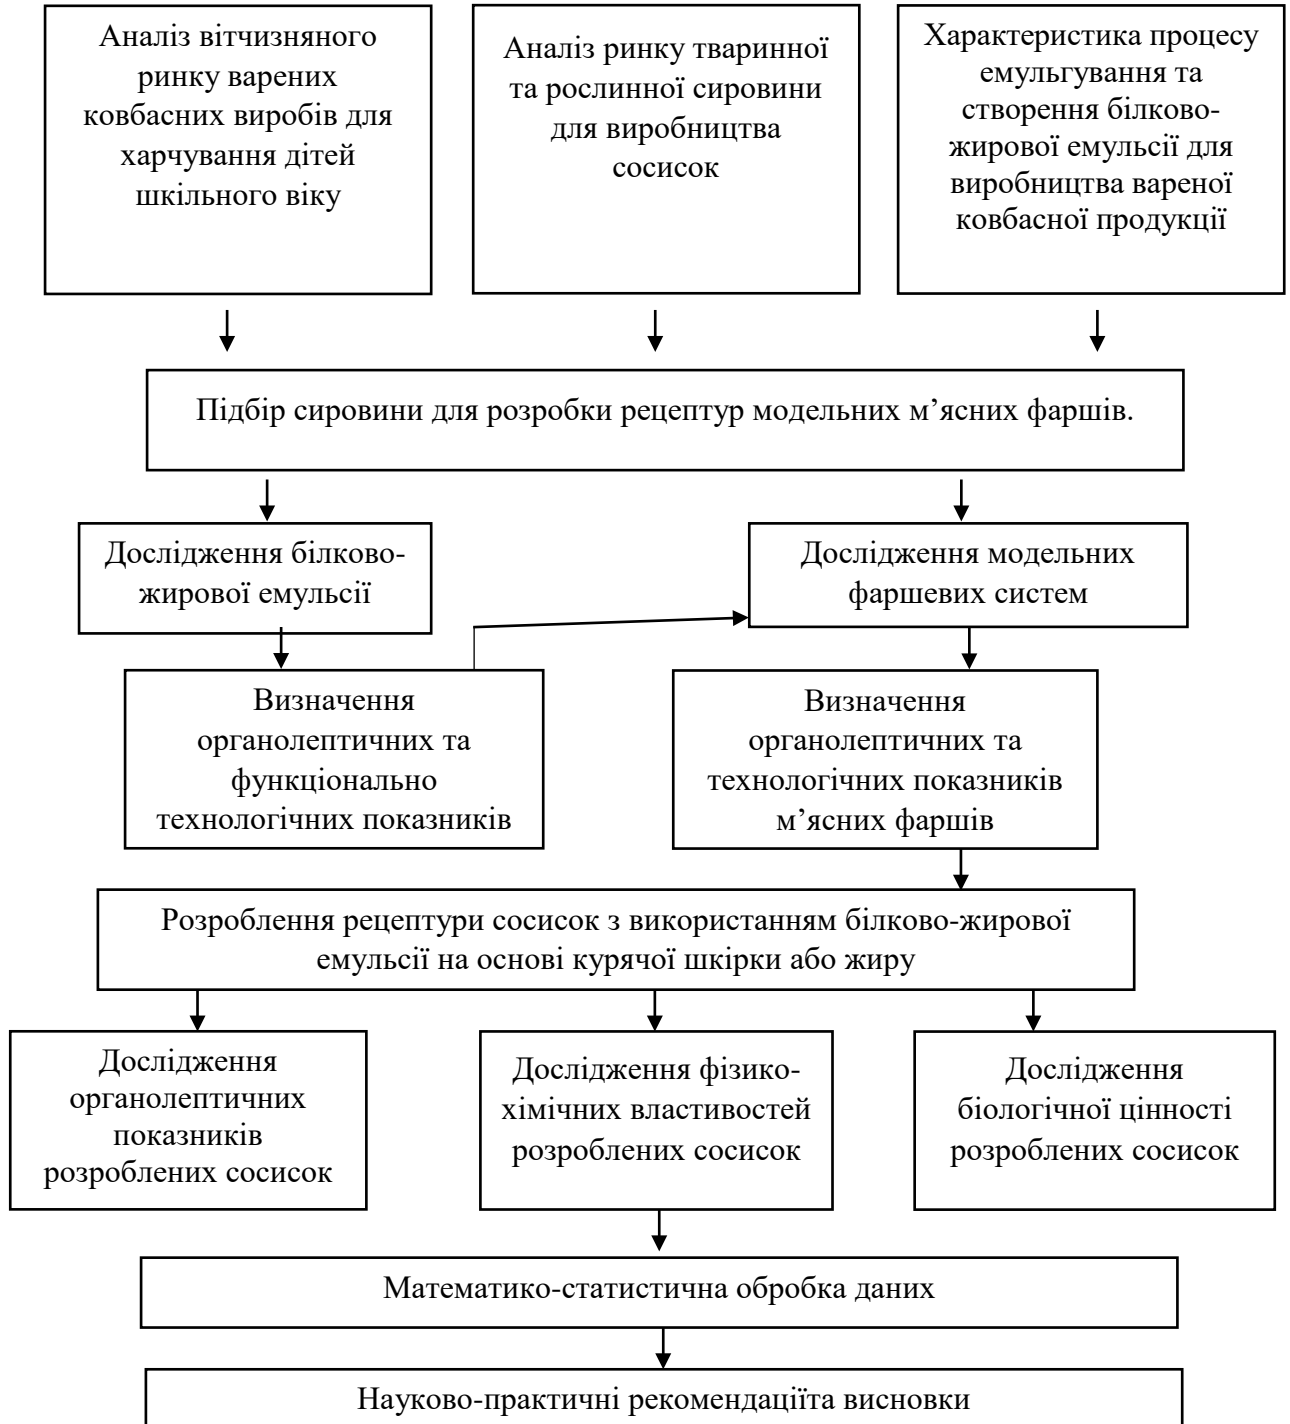 Аналіз вітчизняного
ринку варених
ковбасних виробів для
харчування дітей
шкільного віку
Аналіз ринку тваринної
та рослинної сировини
для виробництва
сосисок
Характеристика процесу
емульгування та
створення білково-
жирової емульсії для
виробництва вареної
ковбасної продукції
Підбір сировини для розробки рецептур модельних м’ясних фаршів.
Дослідження білково-
жирової емульсії
Дослідження модельних
фаршевих систем
Визначення
органолептичних та
функціонально
технологічних показників
Визначення
органолептичних та
технологічних показників
м’ясних фаршів
Розроблення рецептури сосисок з використанням білково-жирової
емульсії на основі курячої шкірки або жиру
Дослідження
органолептичних
показників
розроблених сосисок
Дослідження фізико-
хімічних властивостей
розроблених сосисок
Дослідження
біологічної цінності
розроблених сосисок
Математико-статистична обробка даних
Науково-практичні рекомендаціїта висновки